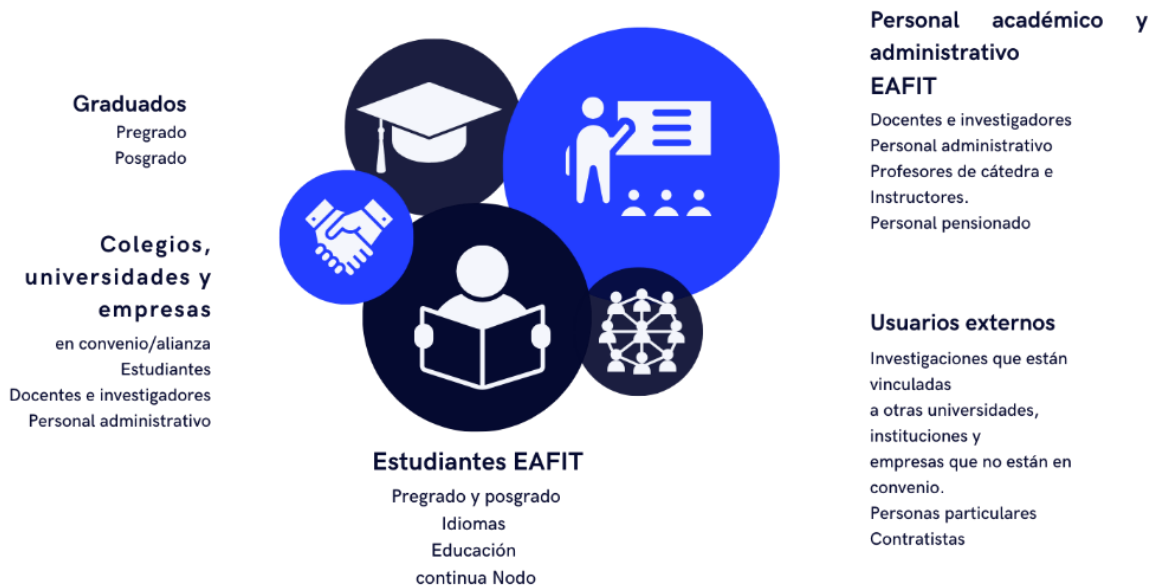 Graduados
Pregrado
Posgrado
Colegios,
universidades y
empresas
en convenio/alianza
Estudiantes
Docentes e investigadores
Personal administrativo
Estudiantes EAFIT
Pregrado y posgrado
Idiomas
Educación
continua Nodo
Personal académico y
administrativo
EAFIT
Docentes e investigadores
Personal administrativo
Profesores de cátedra e
Instructores.
Personal pensionado
Usuarios externos
Investigaciones que están
vinculadas
a otras universidades,
instituciones y
empresas que no están en
convenio.
Personas particulares
Contratistas